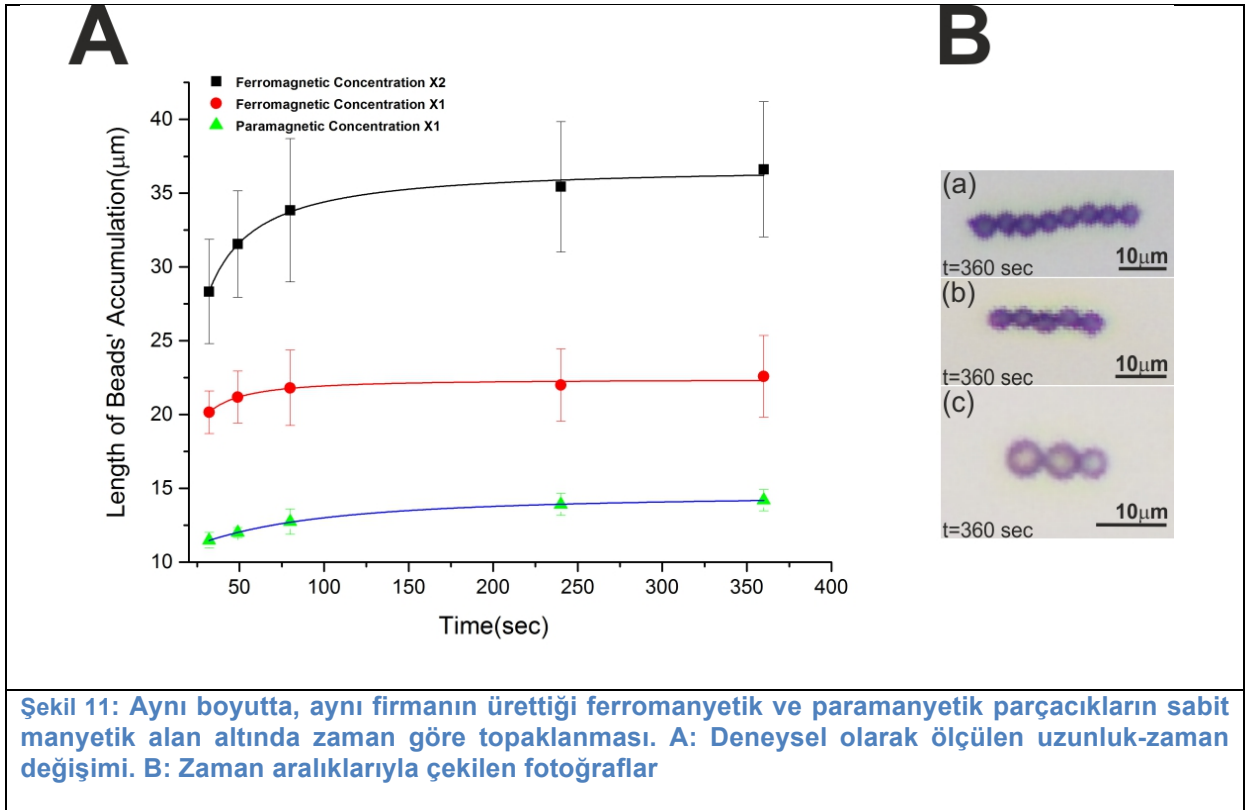 A
Ferromagnetic Concentration X2
Ferromagnetic Concentration X1
Paramagnetic Concentration X1
Length of Beads' Accumulation(μm)
40
35
30
25
20
15
10
50 100 150 200 250 300 350 400
Time(sec)
B
(a)
10μm
t=360 sec
(b)
10μm
t=360 sec
(c)
10μm
t=360 sec
Şekil 11: Aynı boyutta, aynı firmanın ürettiği ferromanyetik ve paramanyetik parçacıkların sabit
manyetik alan altında zaman göre topaklanması. A: Deneysel olarak ölçülen uzunluk-zaman
değişimi. B: Zaman aralıklarıyla çekilen fotoğraflar